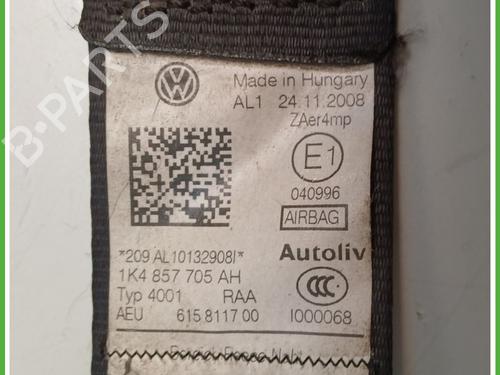 B-PARTS
Made in Hungary
AL1 24.11.2008
ZAer4mp
E1
040996
AIRBAG
*209 AL10132908I*
Autoliv
1K4 857 705 AH
Typ 4001 RAA
CCC
AEU 615 8117 00
I000068